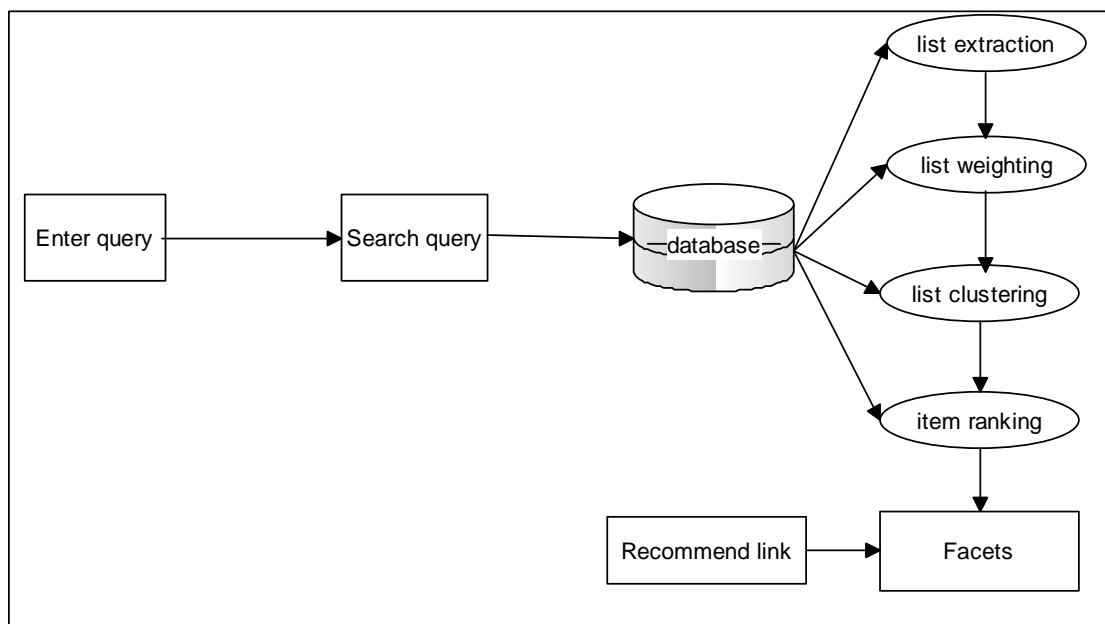 list extraction
list weighting
Enter query
Search query
database
list clustering
item ranking
Recommend link
Facets